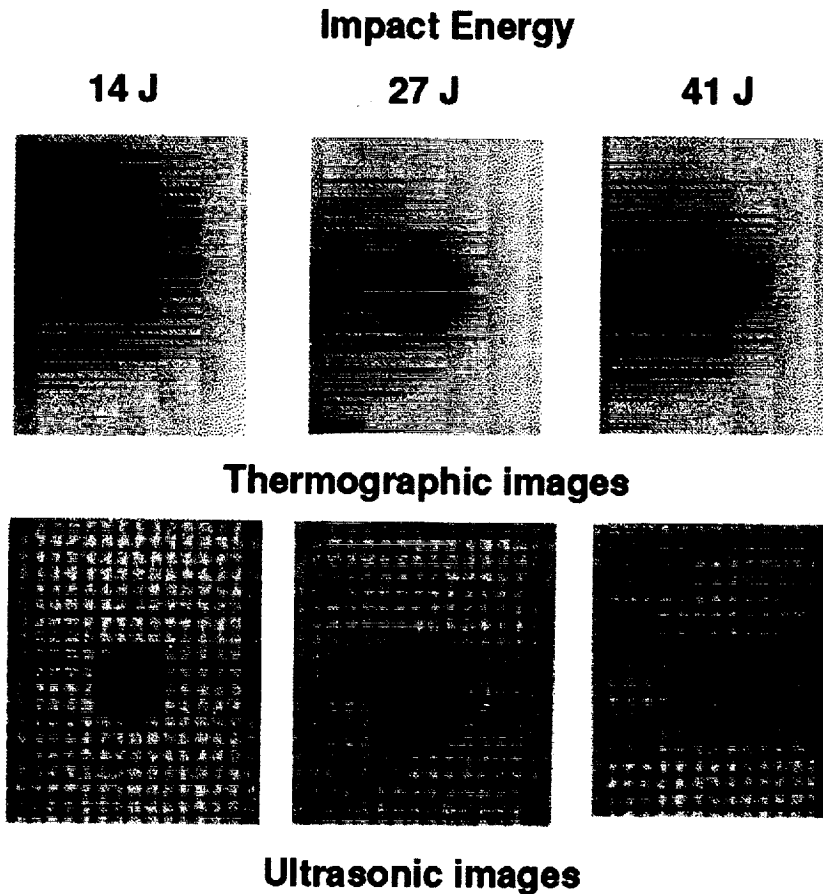 Impact Energy
14 J 27 J 41 J
Thermographic images
Ultrasonic images